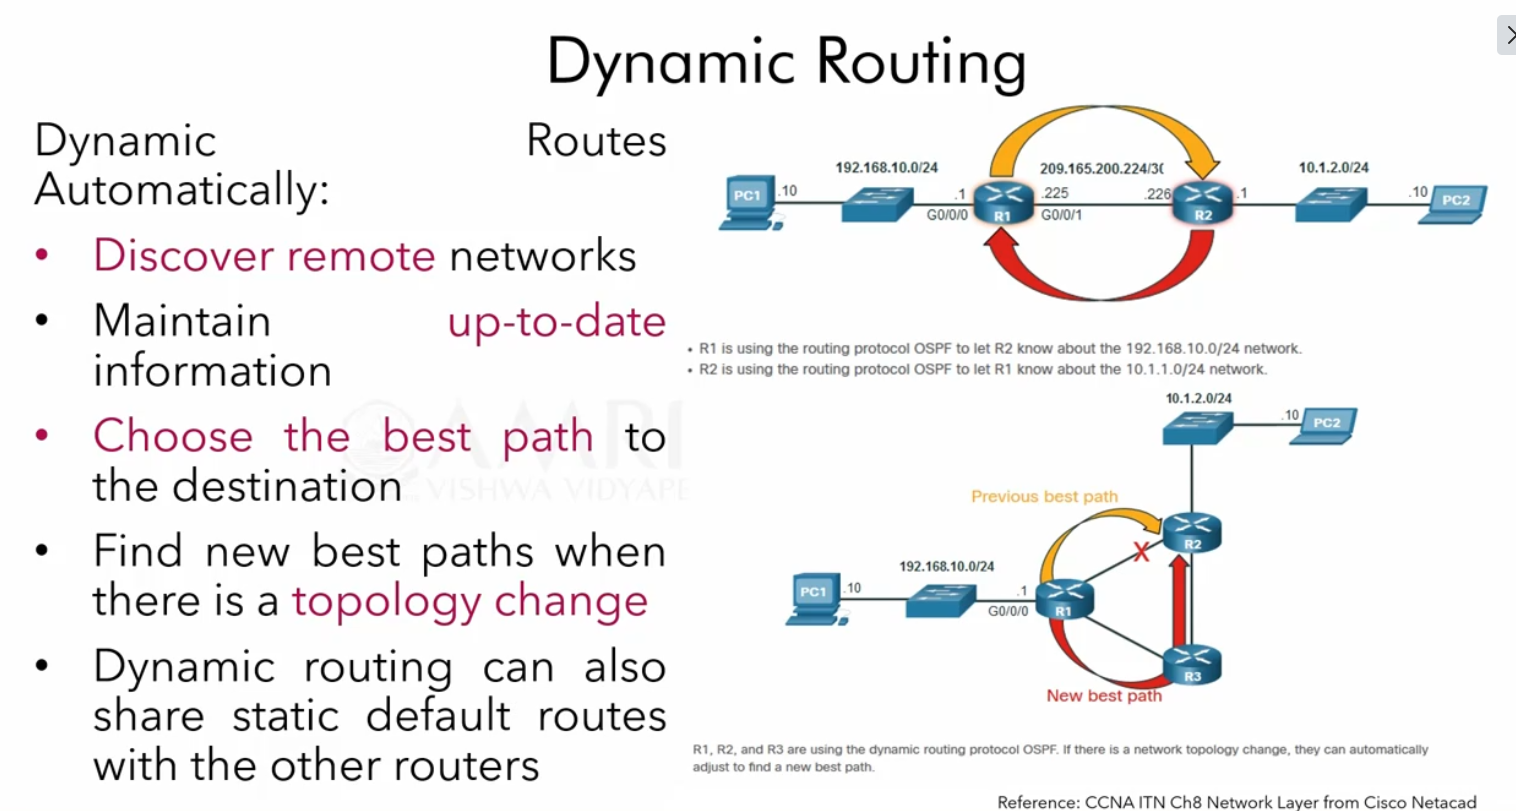 Dynamic Routing
Dynamic Routes
Automatically:
• Discover remote networks
• Maintain up-to-date
information
• Choose the best path to
the destination
• Find new best paths when
there is a topology change
• Dynamic routing can also
share static default routes
with the other routers
AMRI
VISHWA VIDYAPE
192.168.10.0/24
209.165.200.224/30
10.1.2.0/24
PC1 .10
.1
G0/0/0
R1
.225
G0/0/1
.226
R2
.1
.10 PC2
• R1 is using the routing protocol OSPF to let R2 know about the 192.168.10.0/24 network.
• R2 is using the routing protocol OSPF to let R1 know about the 10.1.1.0/24 network.
10.1.2.0/24
.10 PC2
Previous best path
R2
X
192.168.10.0/24
PC1 .10
.1
G0/0/0
R1
R3
New best path
R1, R2, and R3 are using the dynamic routing protocol OSPF. If there is a network topology change, they can automatically
adjust to find a new best path.
Reference: CCNA ITN Ch8 Network Layer from Cisco Netacad